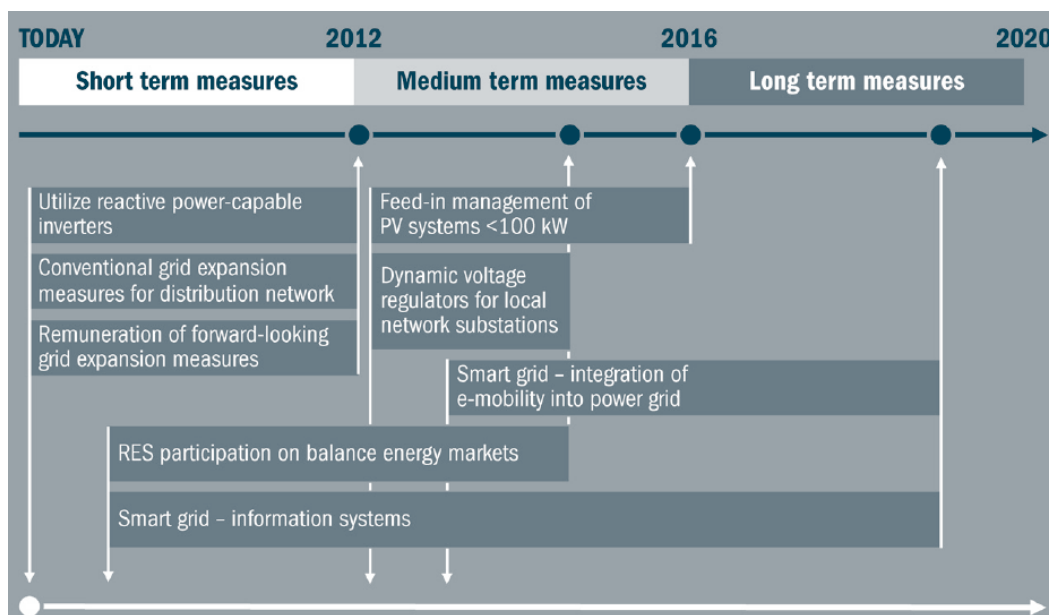 TODAY 2012 2016 2020
Short term measures Medium term measures Long term measures
Utilize reactive power-capable
inverters
Conventional grid expansion
measures for distribution network
Remuneration of forward-looking
grid expansion measures
Feed-in management of
PV systems <100 kW
Dynamic voltage
regulators for local
network substations
Smart grid – integration of
e-mobility into power grid
RES participation on balance energy markets
Smart grid – information systems